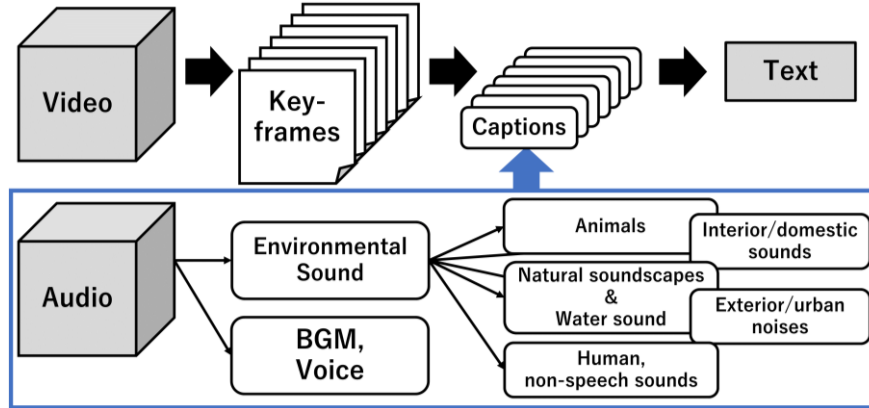 Video
Key-
frames
Captions
Text
Audio
Environmental
Sound
BGM,
Voice
Animals
Interior/domestic
sounds
Natural soundscapes
&
Water sound
Exterior/urban
noises
Human,
non-speech sounds